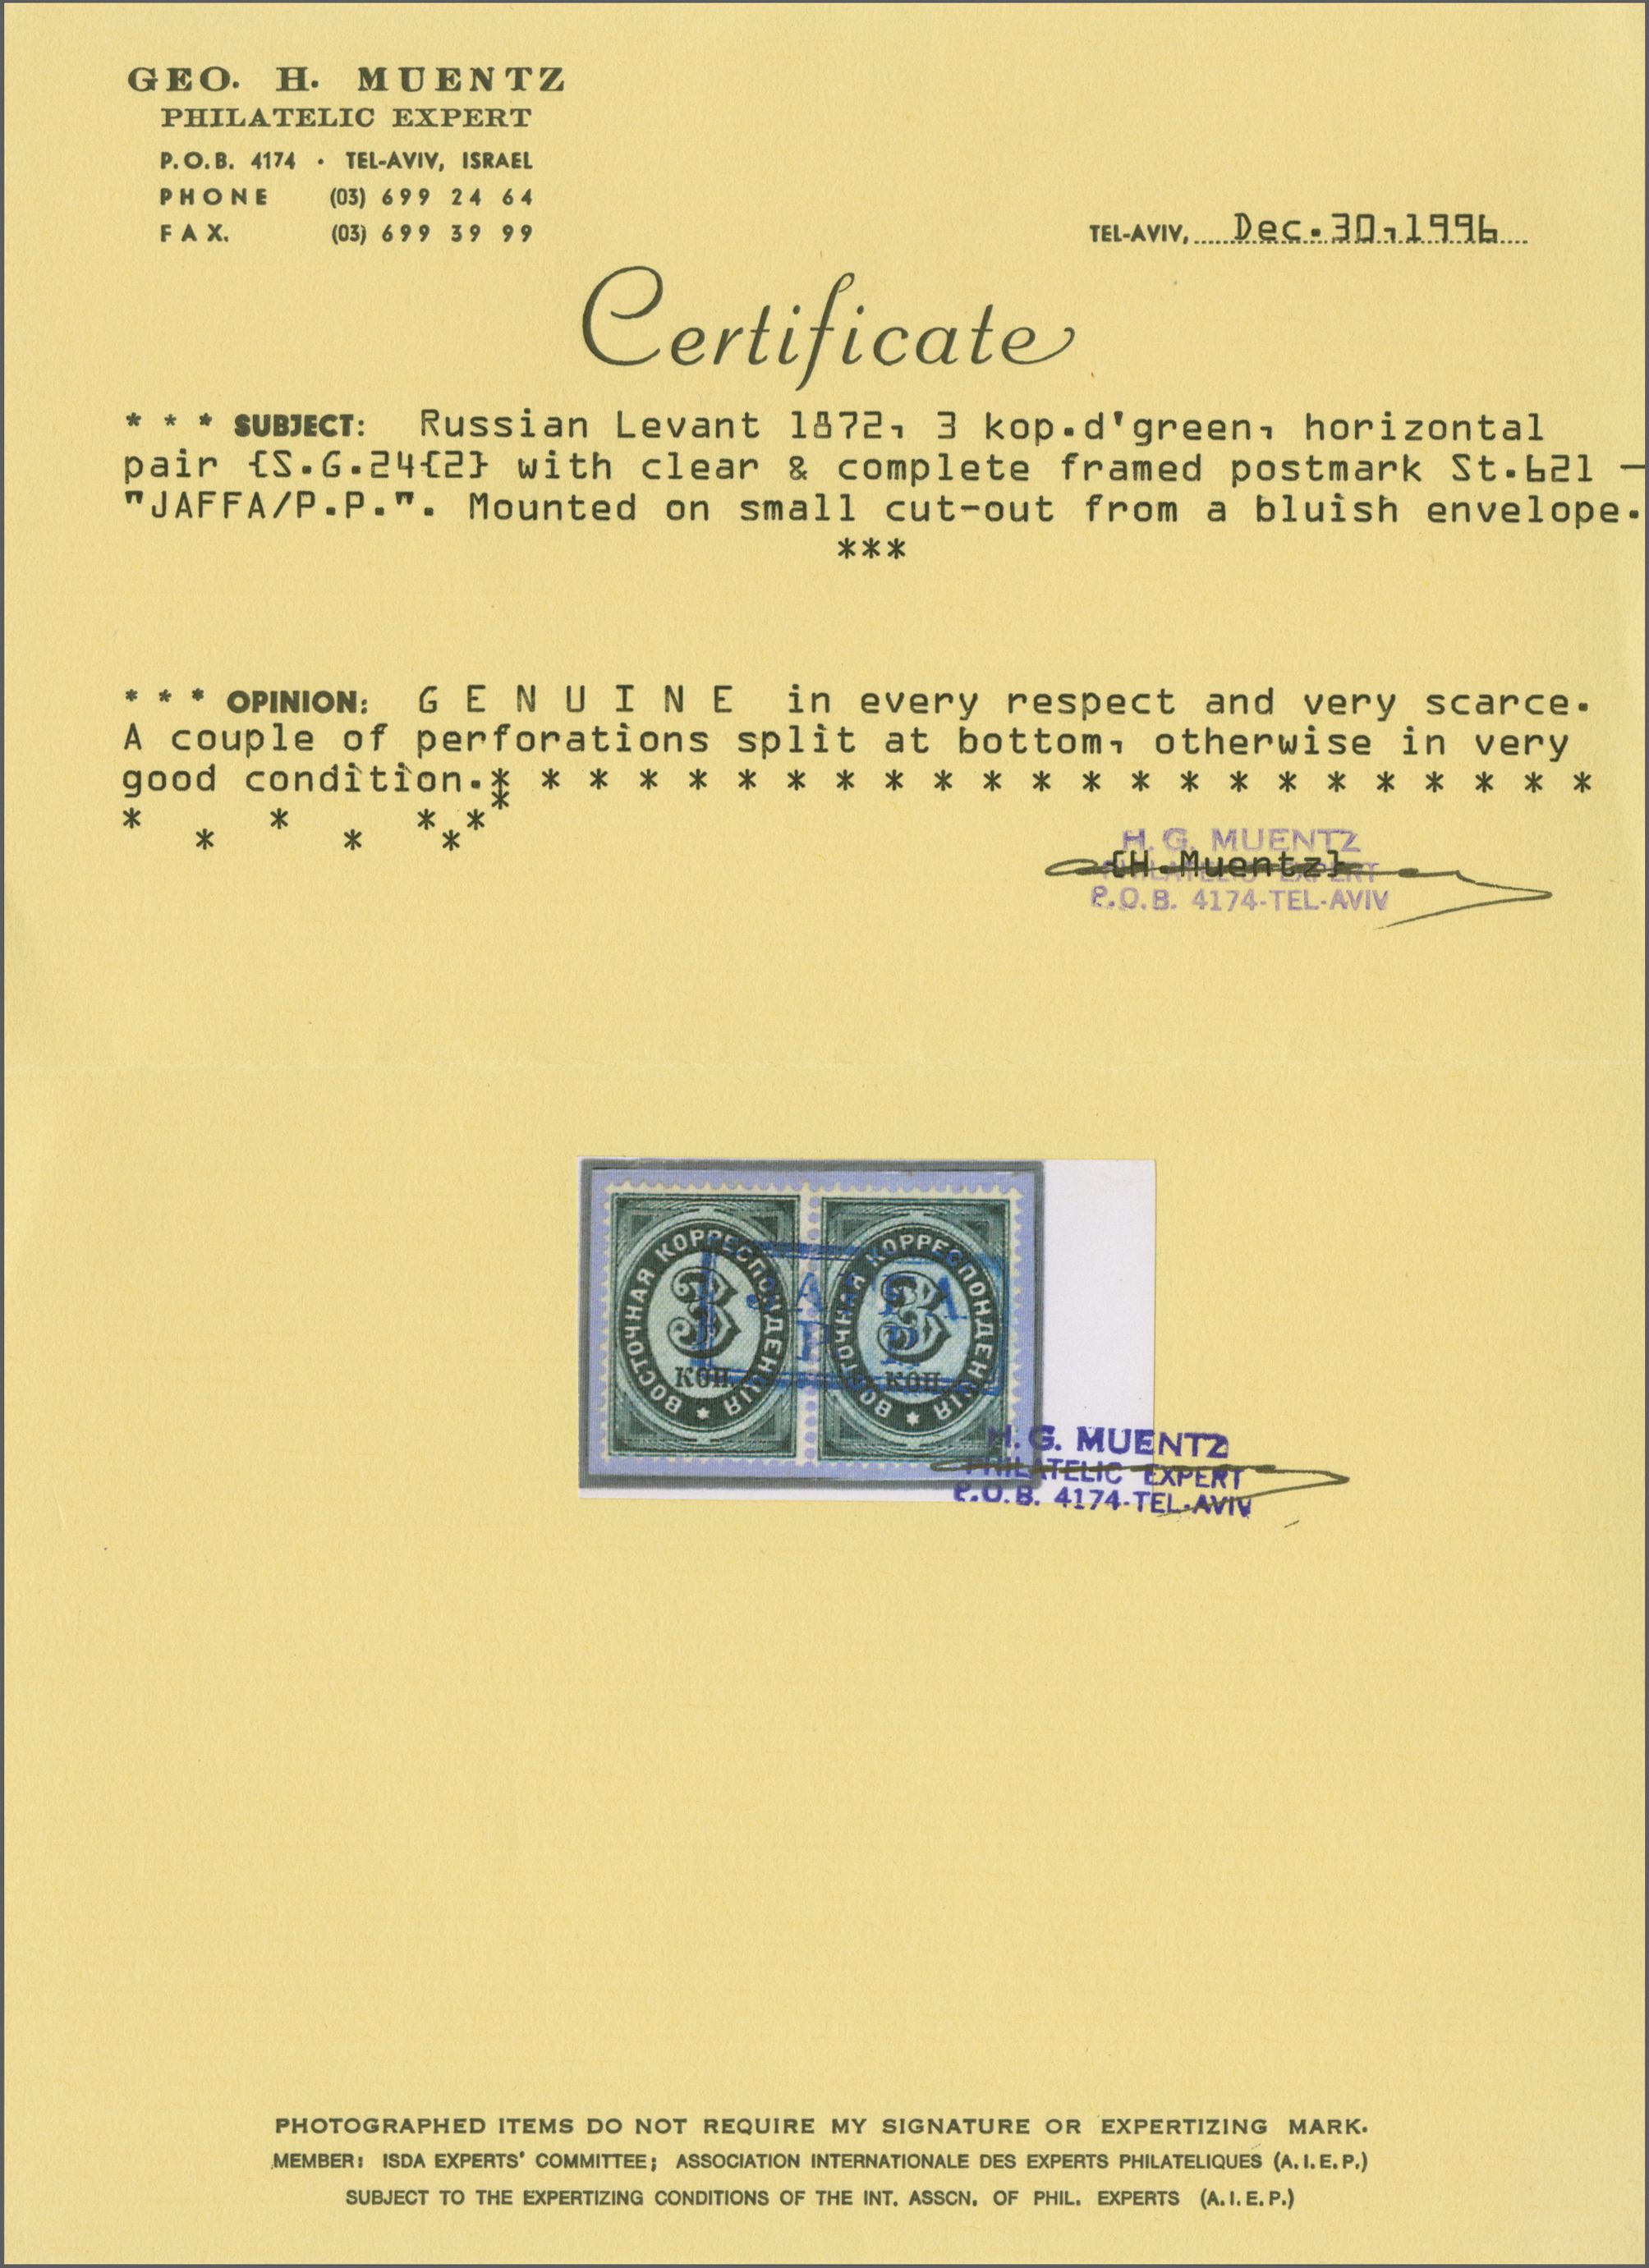 GEO. H. MUENTZ
PHILATELIC EXPERT
P.O.B. 4174 · TEL-AVIV, ISRAEL
PHONE (03) 699 24 64
FAX. (03) 699 39 99
TEL-AVIV, Dec.30,1996
Certificate
* * * SUBJECT: Russian Levant 1872, 3 kop.d'green, horizontal
pair {S.G.24{2} with clear & complete framed postmark St.621 -
"JAFFA/P.P.". Mounted on small cut-out from a bluish envelope.
***
* * * OPINION: G E N U I N E in every respect and very scarce.
A couple of perforations split at bottom, otherwise in very
good condition.* * * * * * * * * * * * * * * * * * * * * * *
* * * * * * * *
H. G. MUENTZ
{H.Muentz}
PHILATELIC EXPERT
P.O.B. 4174-TEL-AVIV
ВОСТОЧНАЯ КОРРЕСПОНДЕНЦІЯ
3
КОП.
ВОСТОЧНАЯ КОРРЕСПОНДЕНЦІЯ
3
КОП.
JAFFA
P. P.
H. G. MUENTZ
PHILATELIC EXPERT
P.O.B. 4174-TEL-AVIV
PHOTOGRAPHED ITEMS DO NOT REQUIRE MY SIGNATURE OR EXPERTIZING MARK.
MEMBER: ISDA EXPERTS' COMMITTEE; ASSOCIATION INTERNATIONALE DES EXPERTS PHILATELIQUES (A.I.E.P.)
SUBJECT TO THE EXPERTIZING CONDITIONS OF THE INT. ASSCN. OF PHIL. EXPERTS (A.I.E.P.)